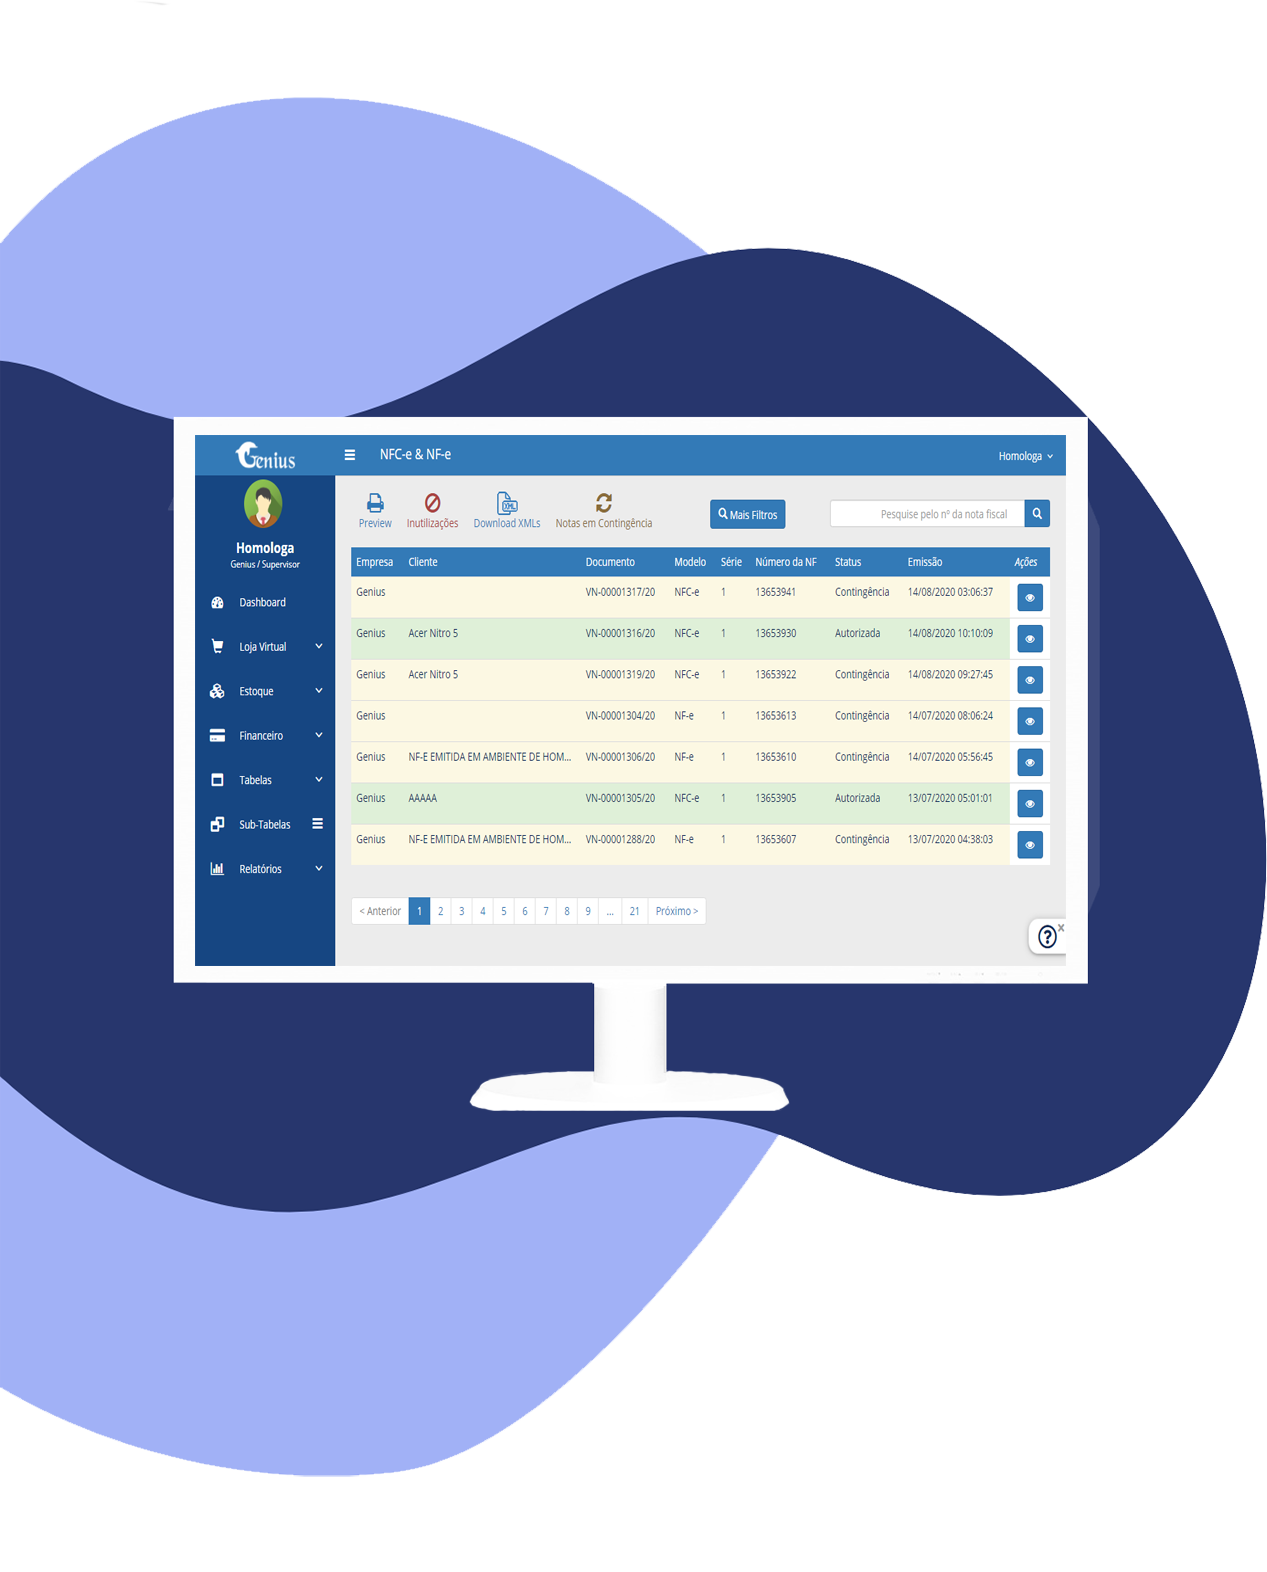 Genius
NFC-e & NF-e
Homologa
Homologa
Genius / Supervisor
Dashboard
Loja Virtual
Estoque
Financeiro
Tabelas
Sub-Tabelas
Relatórios
Preview
Inutilizações
XML
Download XMLs
Notas em Contingência
Mais Filtros
Pesquise pelo nº da nota fiscal
Empresa Cliente Documento Modelo Série Número da NF Status Emissão Ações
Genius VN-00001317/20 NFC-e 1 13653941 Contingência 14/08/2020 03:06:37
Genius Acer Nitro 5 VN-00001316/20 NFC-e 1 13653930 Autorizada 14/08/2020 10:10:09
Genius Acer Nitro 5 VN-00001319/20 NFC-e 1 13653922 Contingência 14/08/2020 09:27:45
Genius VN-00001304/20 NF-e 1 13653613 Contingência 14/07/2020 08:06:24
Genius NF-E EMITIDA EM AMBIENTE DE HOM... VN-00001306/20 NF-e 1 13653610 Contingência 14/07/2020 05:56:45
Genius AAAAA VN-00001305/20 NFC-e 1 13653905 Autorizada 13/07/2020 05:01:01
Genius NF-E EMITIDA EM AMBIENTE DE HOM... VN-00001288/20 NF-e 1 13653607 Contingência 13/07/2020 04:38:03
< Anterior 1 2 3 4 5 6 7 8 9 ... 21 Próximo >
? x